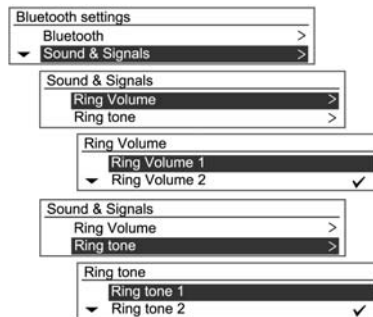 Bluetooth settings
Bluetooth >
Sound & Signals >
Sound & Signals
Ring Volume >
Ring tone >
Ring Volume
Ring Volume 1
Ring Volume 2 ✓
Sound & Signals
Ring Volume >
Ring tone >
Ring tone
Ring tone 1
Ring tone 2 ✓